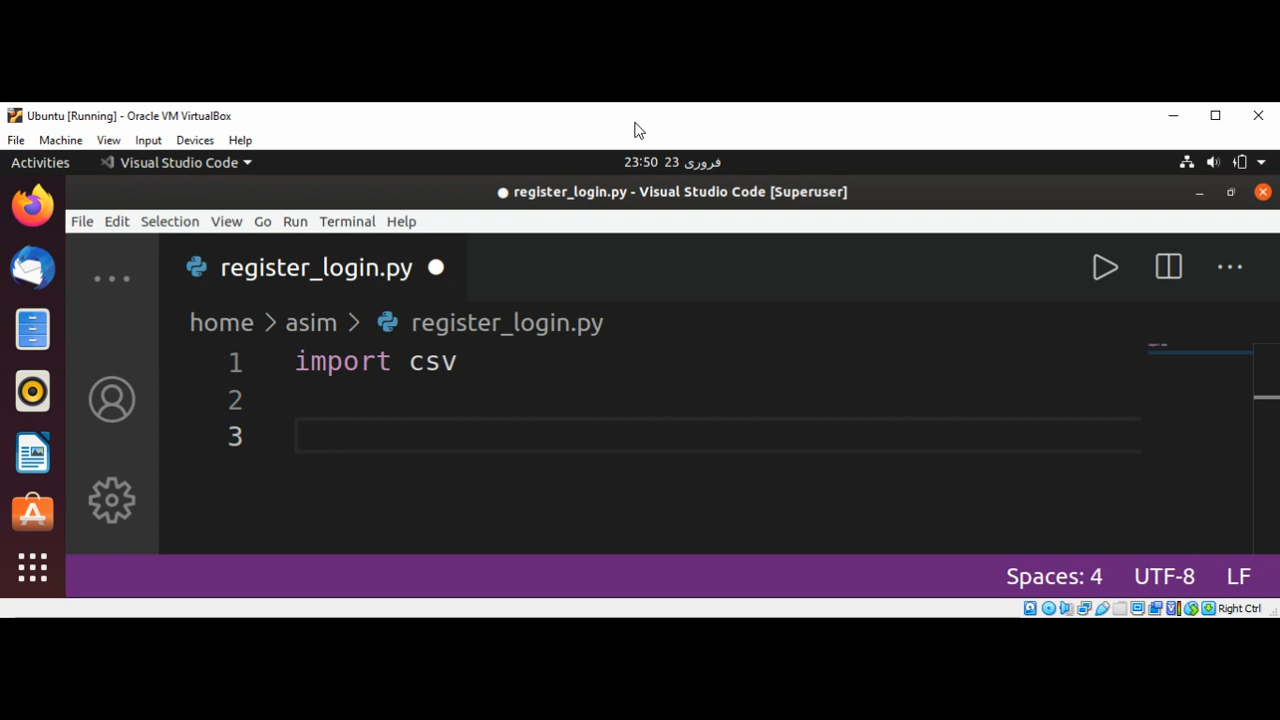 Ubuntu [Running] - Oracle VM VirtualBox
File Machine View Input Devices Help
Activities Visual Studio Code 23:50 23 فروری
register_login.py - Visual Studio Code [Superuser]
File Edit Selection View Go Run Terminal Help
register_login.py
home > asim > register_login.py
1 import csv
2
3
Spaces: 4 UTF-8 LF
Right Ctrl